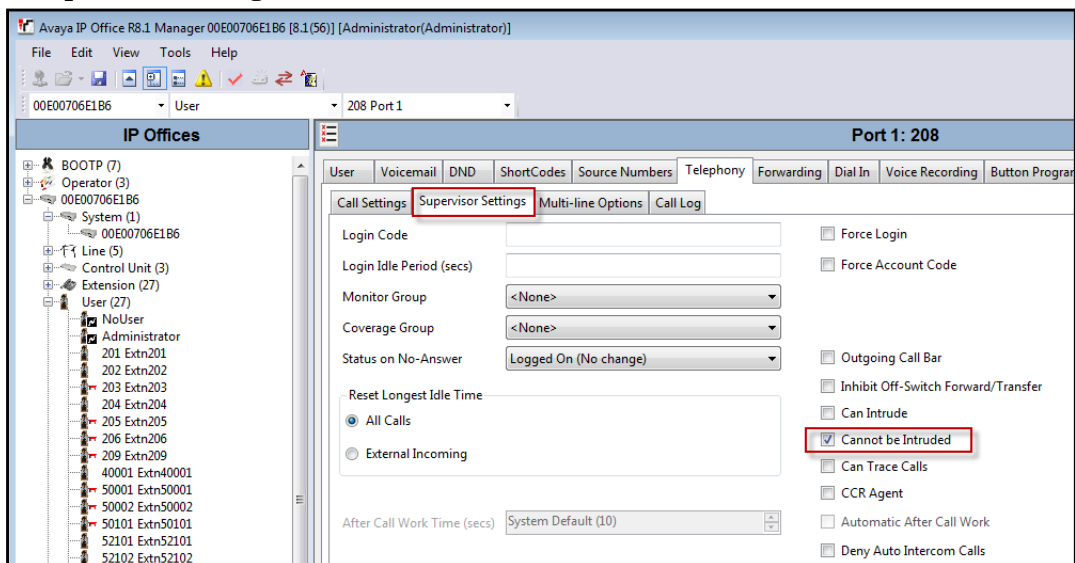 Avaya IP Office R8.1 Manager 00E00706E1B6 [8.1(56)] [Administrator(Administrator)]
File Edit View Tools Help
00E00706E1B6 User 208 Port 1
IP Offices
BOOTP (7)
Operator (3)
00E00706E1B6
System (1)
00E00706E1B6
Line (5)
Control Unit (3)
Extension (27)
User (27)
NoUser
Administrator
201 Extn201
202 Extn202
203 Extn203
204 Extn204
205 Extn205
206 Extn206
209 Extn209
40001 Extn40001
50001 Extn50001
50002 Extn50002
50101 Extn50101
52101 Extn52101
52102 Extn52102
Port 1: 208
User Voicemail DND ShortCodes Source Numbers Telephony Forwarding Dial In Voice Recording Button Progra
Call Settings Supervisor Settings Multi-line Options Call Log
Login Code
Force Login
Login Idle Period (secs)
Force Account Code
Monitor Group <None>
Coverage Group <None>
Status on No-Answer Logged On (No change)
Outgoing Call Bar
Reset Longest Idle Time
Inhibit Off-Switch Forward/Transfer
All Calls
Can Intrude
Cannot be Intruded
External Incoming
Can Trace Calls
CCR Agent
After Call Work Time (secs) System Default (10)
Automatic After Call Work
Deny Auto Intercom Calls